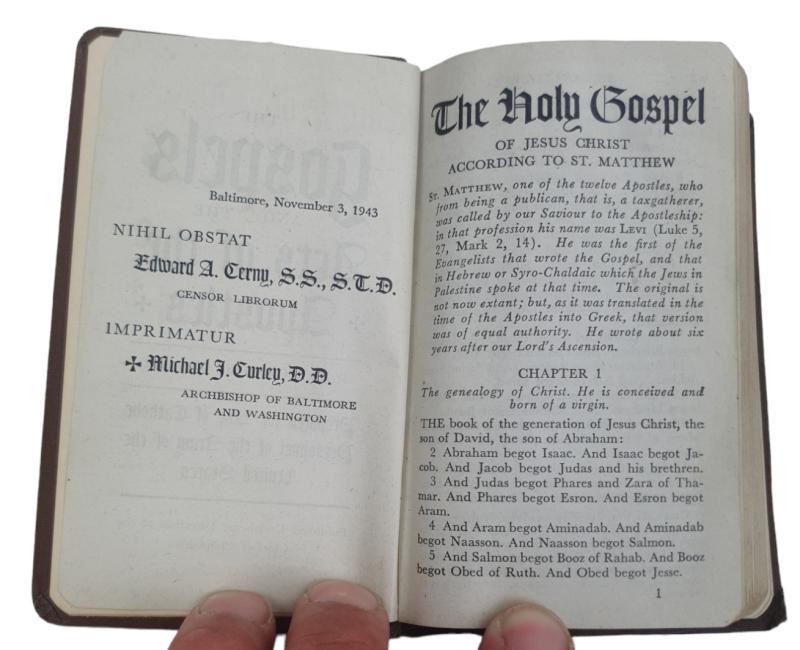 Baltimore, November 3, 1943
NIHIL OBSTAT
Edward A. Cerny, S.S., S.T.D.
CENSOR LIBRORUM
IMPRIMATUR
✠ Michael J. Curley, D.D.
ARCHBISHOP OF BALTIMORE
AND WASHINGTON
The Holy Gospel
OF JESUS CHRIST
ACCORDING TO ST. MATTHEW
ST. MATTHEW, one of the twelve Apostles, who
from being a publican, that is, a taxgatherer,
was called by our Saviour to the Apostleship:
in that profession his name was LEVI (Luke 5,
27, Mark 2, 14). He was the first of the
Evangelists that wrote the Gospel, and that
in Hebrew or Syro-Chaldaic which the Jews in
Palestine spoke at that time. The original is
not now extant; but, as it was translated in the
time of the Apostles into Greek, that version
was of equal authority. He wrote about six
years after our Lord's Ascension.
CHAPTER 1
The genealogy of Christ. He is conceived and
born of a virgin.
THE book of the generation of Jesus Christ, the
son of David, the son of Abraham:
2 Abraham begot Isaac. And Isaac begot Ja-
cob. And Jacob begot Judas and his brethren.
3 And Judas begot Phares and Zara of Tha-
mar. And Phares begot Esron. And Esron begot
Aram.
4 And Aram begot Aminadab. And Aminadab
begot Naasson. And Naasson begot Salmon.
5 And Salmon begot Booz of Rahab. And Booz
begot Obed of Ruth. And Obed begot Jesse.
1